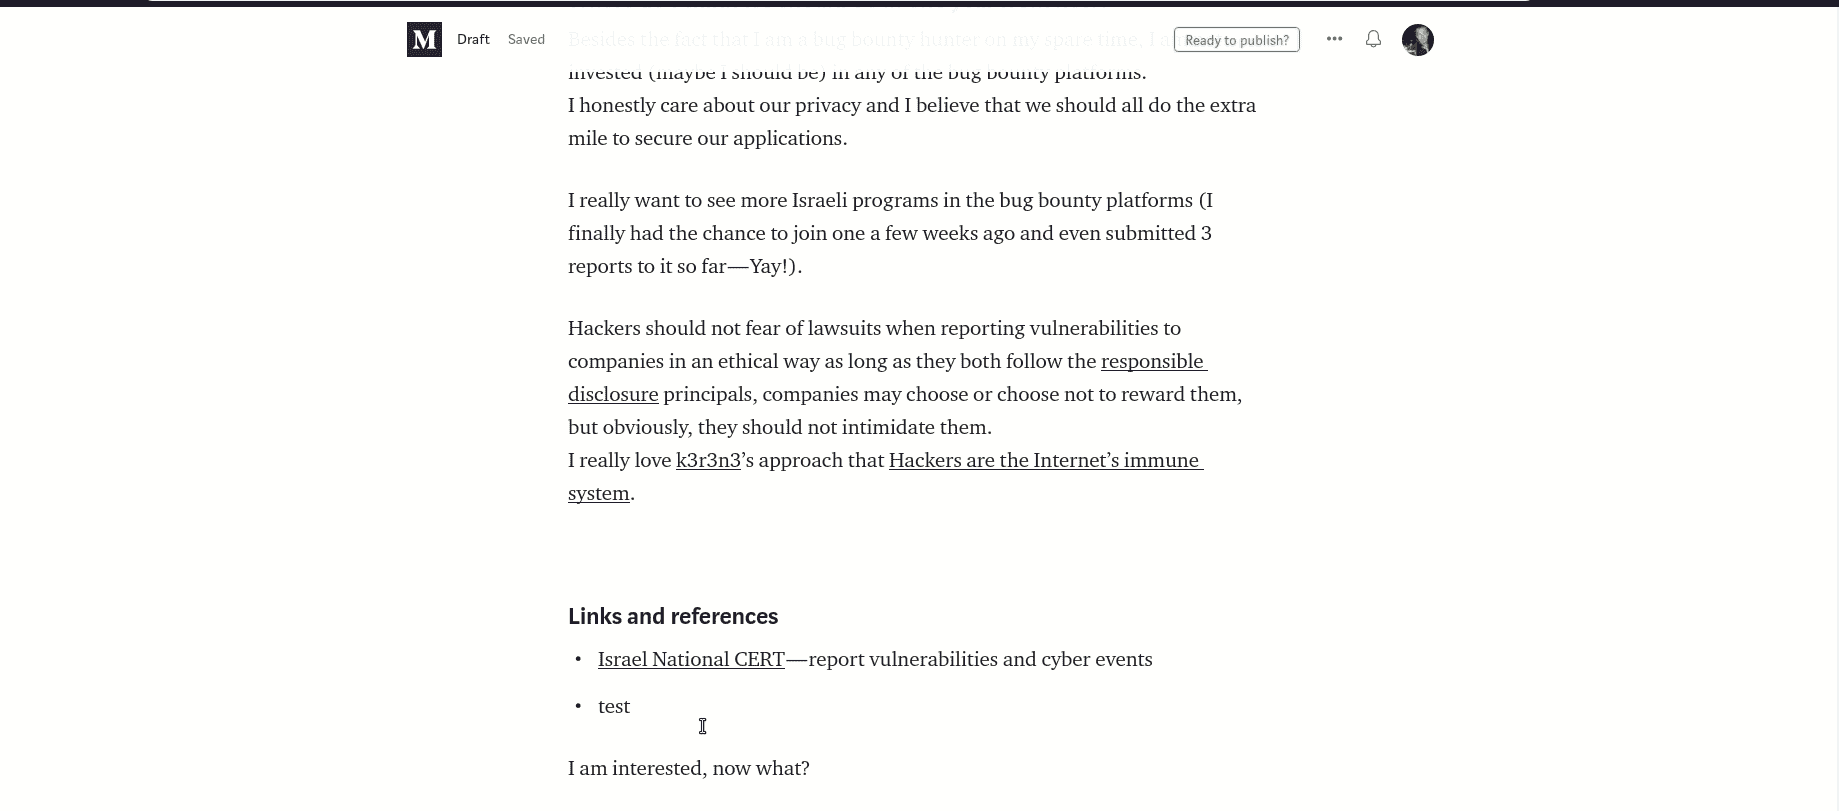 M Draft Saved Ready to publish? •••
Besides the fact that I am a bug bounty hunter on my spare time, I a
invested (maybe I should be) in any of the bug bounty platforms.
I honestly care about our privacy and I believe that we should all do the extra
mile to secure our applications.
I really want to see more Israeli programs in the bug bounty platforms (I
finally had the chance to join one a few weeks ago and even submitted 3
reports to it so far — Yay!).
Hackers should not fear of lawsuits when reporting vulnerabilities to
companies in an ethical way as long as they both follow the responsible
disclosure principals, companies may choose or choose not to reward them,
but obviously, they should not intimidate them.
I really love k3r3n3’s approach that Hackers are the Internet’s immune
system.
Links and references
• Israel National CERT — report vulnerabilities and cyber events
• test
I am interested, now what?